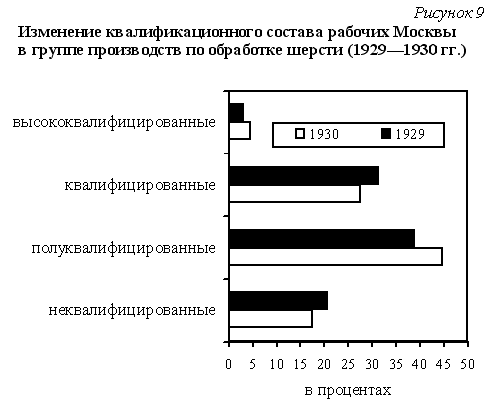 Рисунок 9
Изменение квалификационного состава рабочих Москвы
в группе производств по обработке шерсти (1929—1930 гг.)
высококвалифицированные
1930 1929
квалифицированные
полуквалифицированные
неквалифицированные
0 5 10 15 20 25 30 35 40 45 50
в процентах